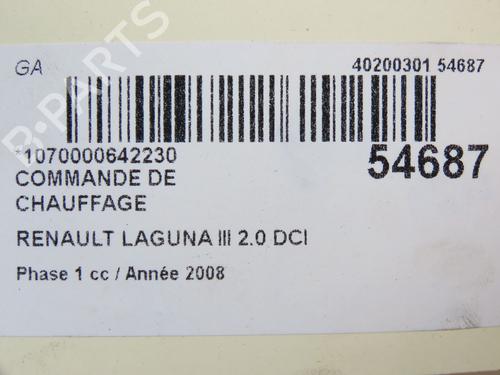 GA
40200301 54687
*1070000642230
54687
COMMANDE DE
CHAUFFAGE
RENAULT LAGUNA III 2.0 DCI
Phase 1 cc / Année 2008
B-PARTS